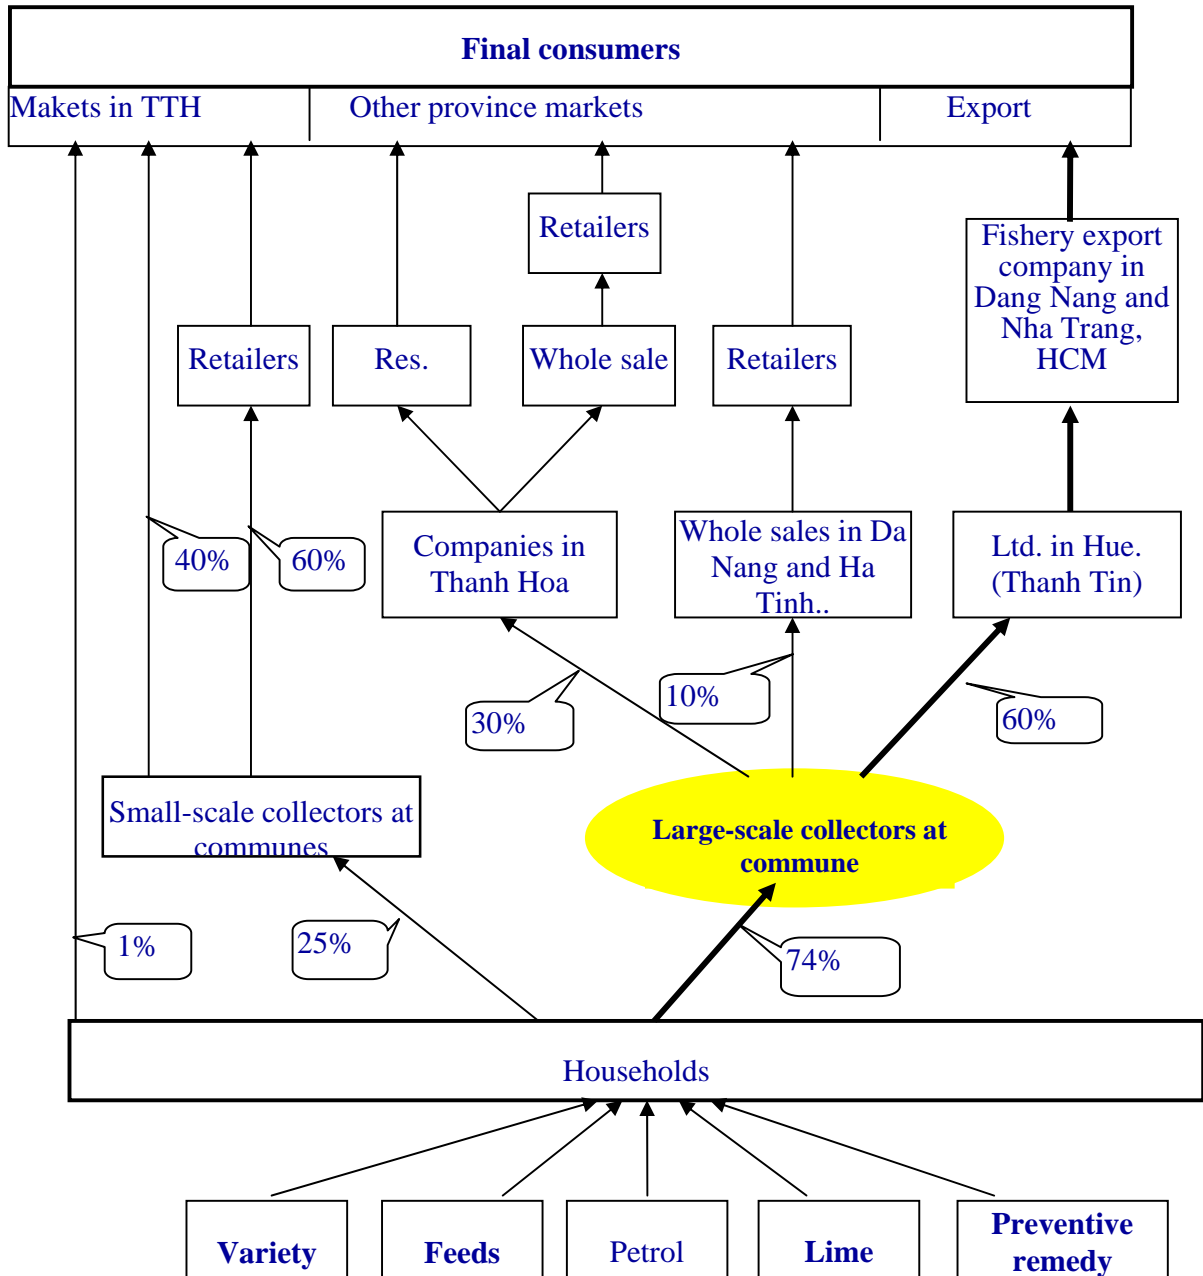 Final consumers
Makets in TTH
Other province markets
Export
Retailers
Fishery export
company in
Dang Nang and
Nha Trang,
HCM
Retailers
Res.
Whole sale
Retailers
40%
60%
Companies in
Thanh Hoa
Whole sales in Da
Nang and Ha
Tinh..
Ltd. in Hue.
(Thanh Tin)
30%
10%
60%
Small-scale collectors at
communes
Large-scale collectors at
commune
1%
25%
74%
Households
Variety
Feeds
Petrol
Lime
Preventive
remedy